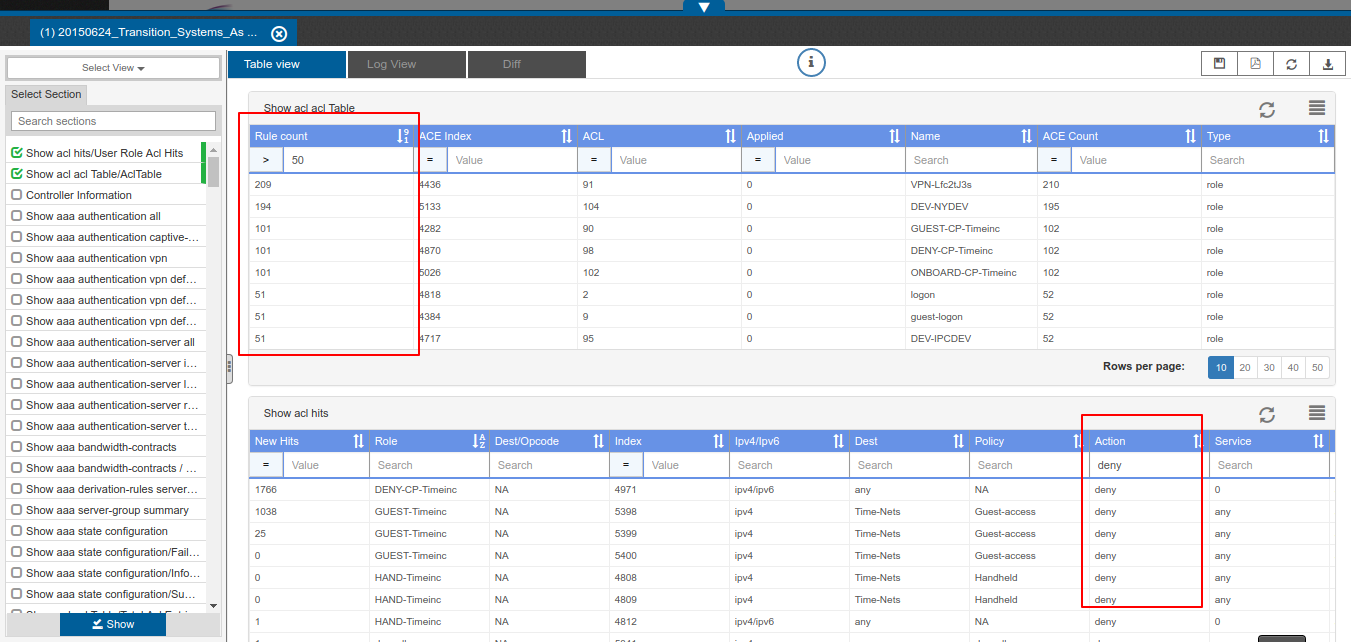 (1) 20150624_Transition_Systems_As ...
Select View
Table view
Log View
Diff
i
Select Section
Search sections
Show acl hits/User Role Acl Hits
Show acl acl Table/AclTable
Controller Information
Show aaa authentication all
Show aaa authentication captive-...
Show aaa authentication vpn
Show aaa authentication vpn def...
Show aaa authentication vpn def...
Show aaa authentication vpn def...
Show aaa authentication-server all
Show aaa authentication-server i...
Show aaa authentication-server l...
Show aaa authentication-server r...
Show aaa authentication-server t...
Show aaa bandwidth-contracts
Show aaa bandwidth-contracts / ...
Show aaa derivation-rules server...
Show aaa server-group summary
Show aaa state configuration
Show aaa state configuration/Fail...
Show aaa state configuration/Info...
Show aaa state configuration/Su...
Show
Show acl acl Table
Rule count ACE Index ACL Applied Name ACE Count Type
> 50 = Value = Value = Value Search = Value Search
209 4436 91 0 VPN-Lfc2tJ3s 210 role
194 5133 104 0 DEV-NYDEV 195 role
101 4282 90 0 GUEST-CP-Timeinc 102 role
101 4870 98 0 DENY-CP-Timeinc 102 role
101 5026 102 0 ONBOARD-CP-Timeinc 102 role
51 4818 2 0 logon 52 role
51 4384 9 0 guest-logon 52 role
51 4717 95 0 DEV-IPCDEV 52 role
Rows per page: 10 20 30 40 50
Show acl hits
New Hits Role Dest/Opcode Index Ipv4/Ipv6 Dest Policy Action Service
= Value Search Search = Value Search Search Search deny Search
1766 DENY-CP-Timeinc NA 4971 ipv4/ipv6 any NA deny 0
1038 GUEST-Timeinc NA 5398 ipv4 Time-Nets Guest-access deny any
25 GUEST-Timeinc NA 5399 ipv4 Time-Nets Guest-access deny any
0 GUEST-Timeinc NA 5400 ipv4 Time-Nets Guest-access deny any
0 HAND-Timeinc NA 4808 ipv4 Time-Nets Handheld deny any
0 HAND-Timeinc NA 4809 ipv4 Time-Nets Handheld deny any
1 HAND-Timeinc NA 4812 ipv4/ipv6 any NA deny 0